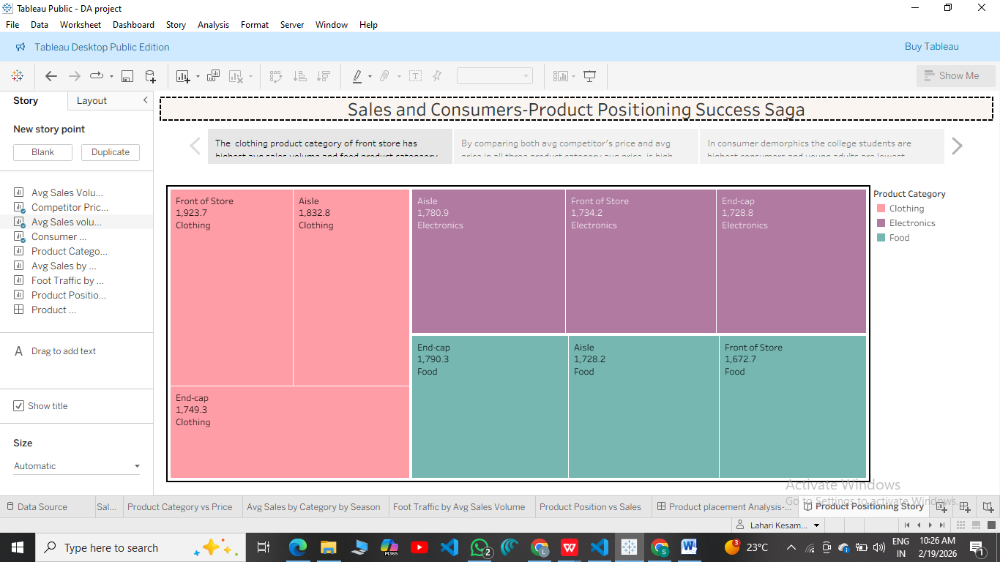 Tableau Public - DA project
File Data Worksheet Dashboard Story Analysis Format Server Window Help
Tableau Desktop Public Edition
Buy Tableau
Show Me
Story
Layout
New story point
Blank
Duplicate
Avg Sales Volu...
Competitor Pric...
Avg Sales volu...
Consumer ...
Product Catego...
Avg Sales by ...
Foot Traffic by ...
Product Positio...
Product ...
A Drag to add text
Show title
Size
Automatic
Sales and Consumers-Product Positioning Success Saga
The clothing product category of front store has
highest avg sales volume and food product category
By comparing both avg competitor's price and avg
price in all three product category avg price is high
In consumer demorphics the college students are
highest consumers and young adults are lowest
Front of Store
1,923.7
Clothing
Aisle
1,832.8
Clothing
End-cap
1,749.3
Clothing
Aisle
1,780.9
Electronics
Front of Store
1,734.2
Electronics
End-cap
1,728.8
Electronics
End-cap
1,790.3
Food
Aisle
1,728.2
Food
Front of Store
1,672.7
Food
Product Category
Clothing
Electronics
Food
Activate Windows
Go to Settings to activate Windows.
Data Source
Sal...
Product Category vs Price
Avg Sales by Category by Season
Foot Traffic by Avg Sales Volume
Product Position vs Sales
Product placement Analysis-...
Product Positioning Story
Lahari Kesam...
Type here to search
M365
2
L
W
S
W
3
23°C
ENG
IN
10:26 AM
2/19/2026
1